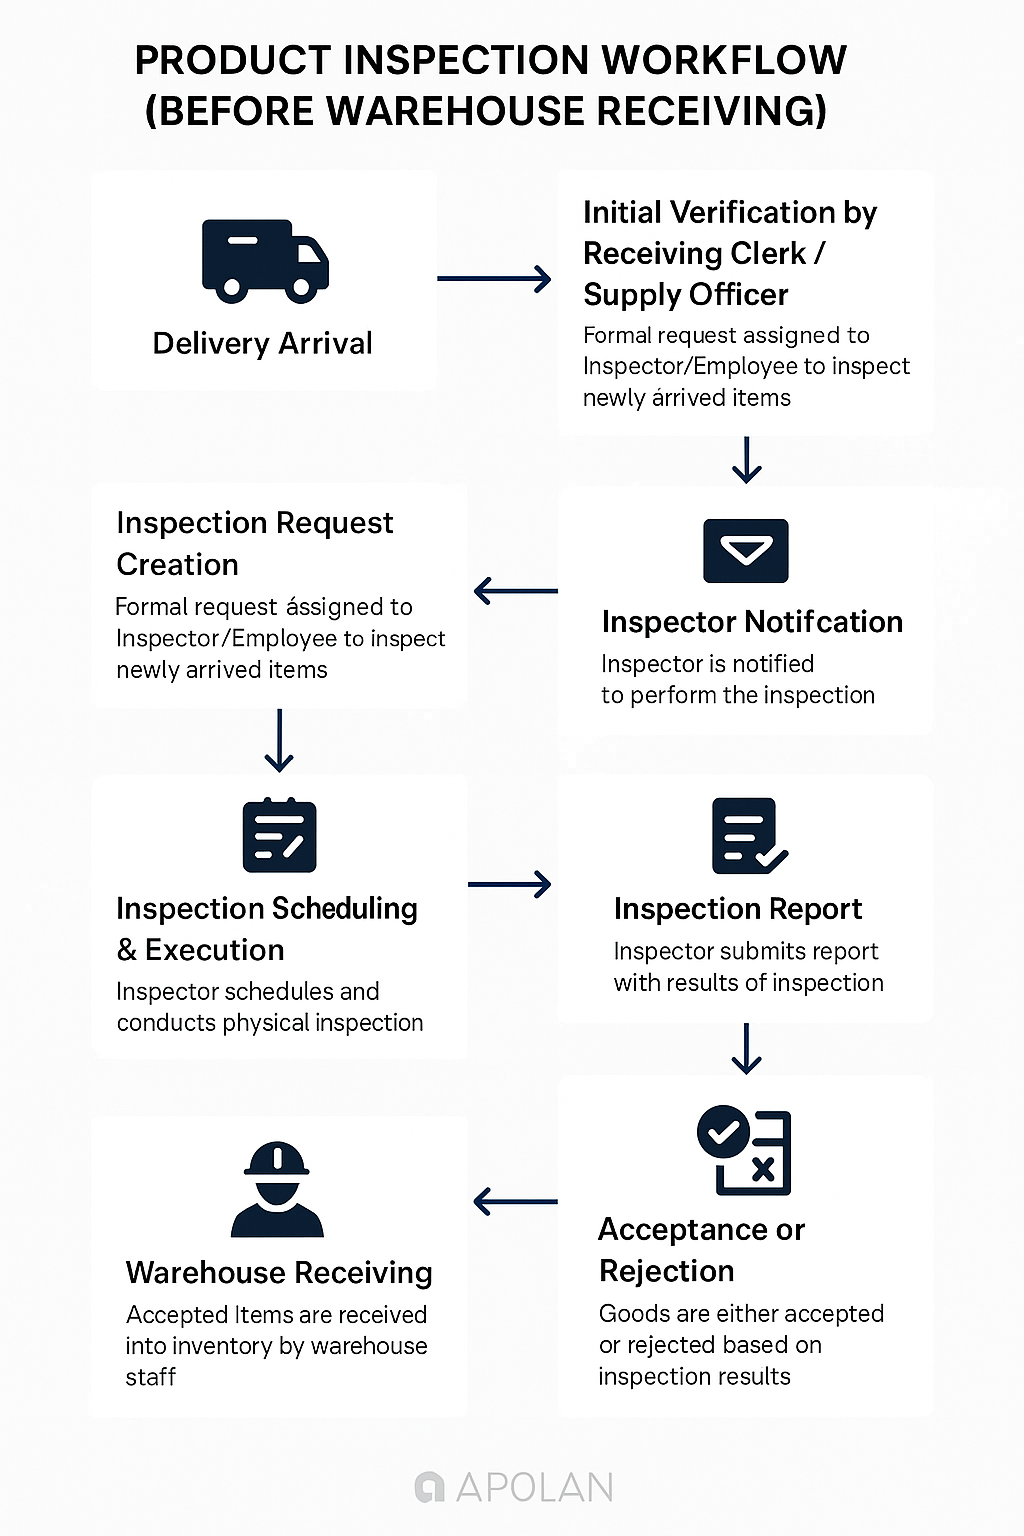 PRODUCT INSPECTION WORKFLOW
(BEFORE WAREHOUSE RECEIVING)
Delivery Arrival
Initial Verification by
Receiving Clerk /
Supply Officer
Formal request assigned to
Inspector/Employee to inspect
newly árrived items
Inspector Notifcation
Inspector is notified
to perform the inspection
Inspection Request
Creation
Formal request ássigned to
Inspector/Employee to inspect
newly arrived items
Inspection Scheduling
& Execution
Inspector schedules and
conducts physical inspection
Inspection Report
Inspector submits report
with results of inspection
Acceptance or
Rejection
Goods are either accepted
or rejected based on
inspection results
Warehouse Receiving
Accepted Items are received
into inventory by warehouse
staff
APOLAN